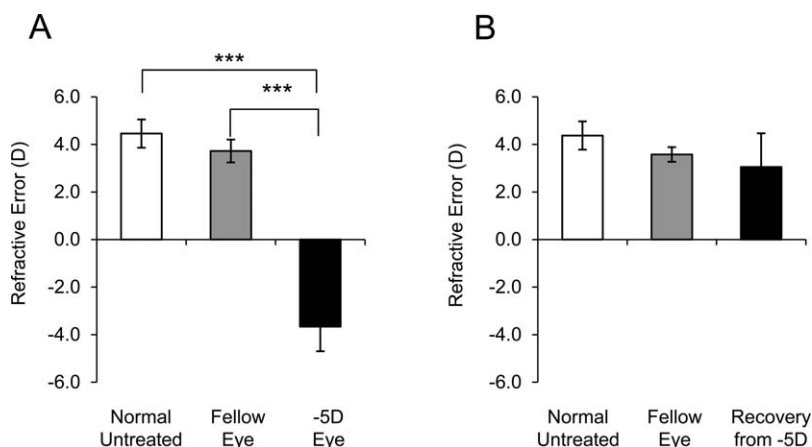 A
B
***
***
6.0
4.0
2.0
0.0
-2.0
-4.0
-6.0
Refractive Error (D)
Normal
Untreated
Fellow
Eye
-5D
Eye
6.0
4.0
2.0
0.0
-2.0
-4.0
-6.0
Refractive Error (D)
Normal
Untreated
Fellow
Eye
Recovery
from -5D